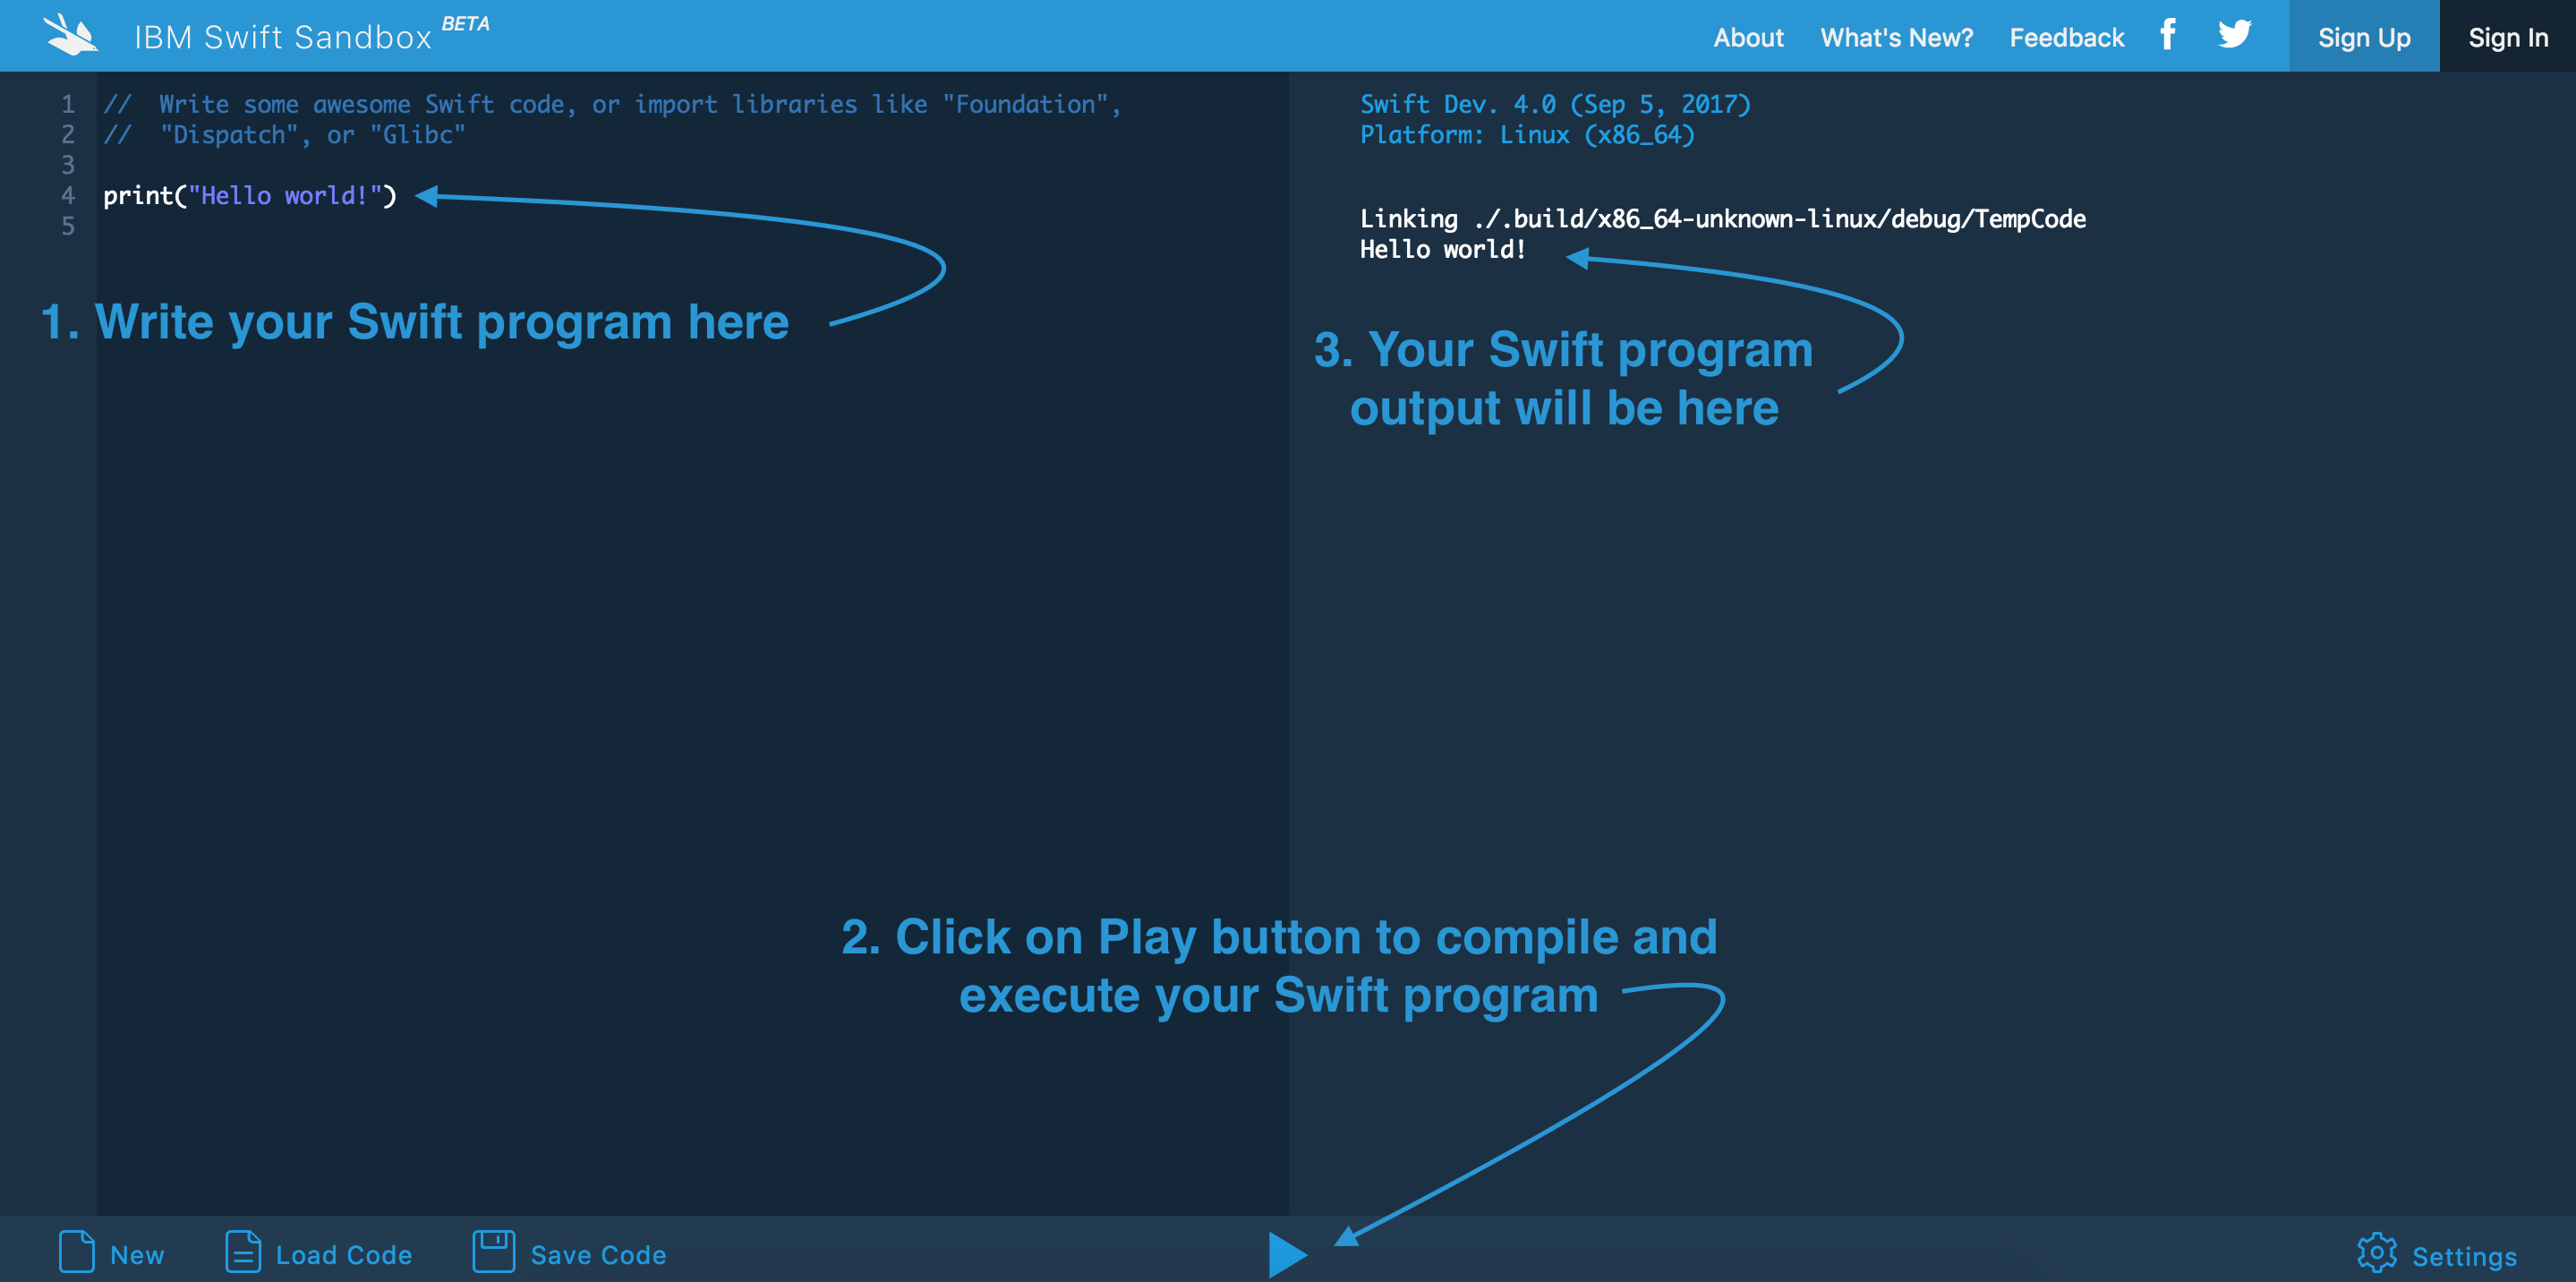 IBM Swift Sandbox BETA
About What's New? Feedback Sign Up Sign In
1 //  Write some awesome Swift code, or import libraries like "Foundation",
2 //  "Dispatch", or "Glibc"
3
4 print("Hello world!")
5
1. Write your Swift program here
Swift Dev. 4.0 (Sep 5, 2017)
Platform: Linux (x86_64)
Linking ./.build/x86_64-unknown-linux/debug/TempCode
Hello world!
3. Your Swift program
output will be here
2. Click on Play button to compile and
execute your Swift program
New Load Code Save Code Settings